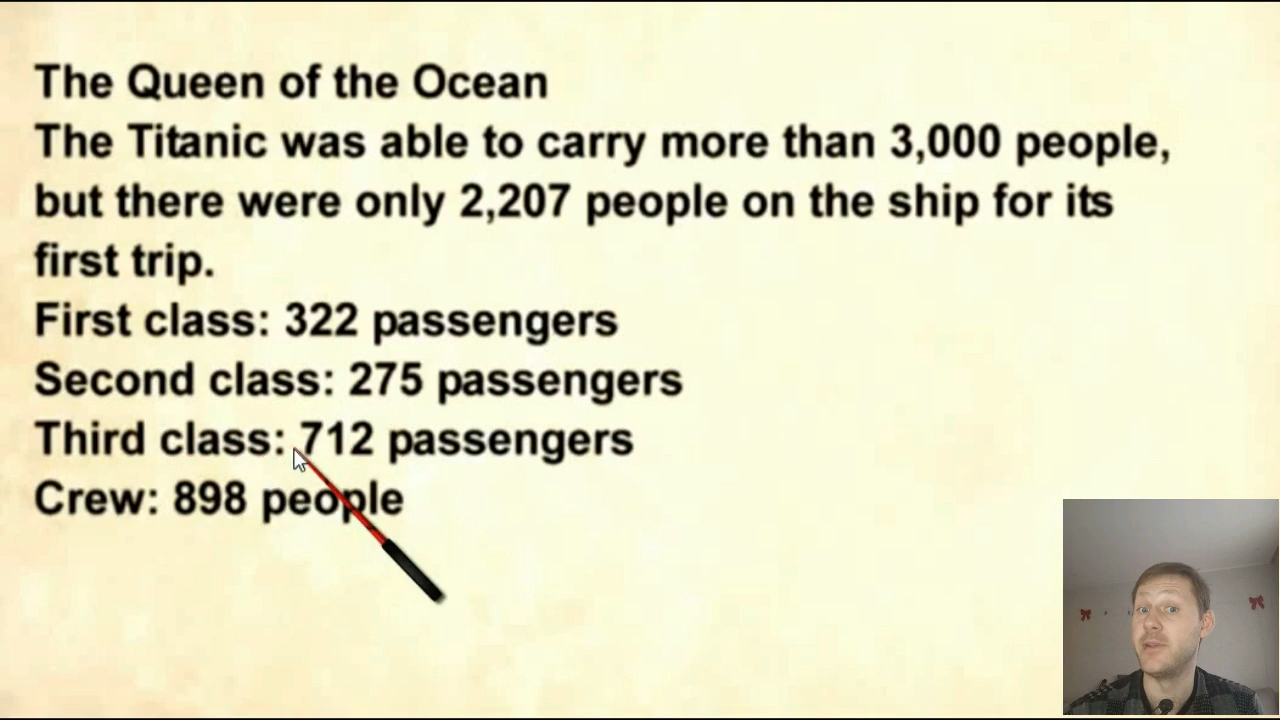 The Queen of the Ocean
The Titanic was able to carry more than 3,000 people,
but there were only 2,207 people on the ship for its
first trip.
First class: 322 passengers
Second class: 275 passengers
Third class: 712 passengers
Crew: 898 people